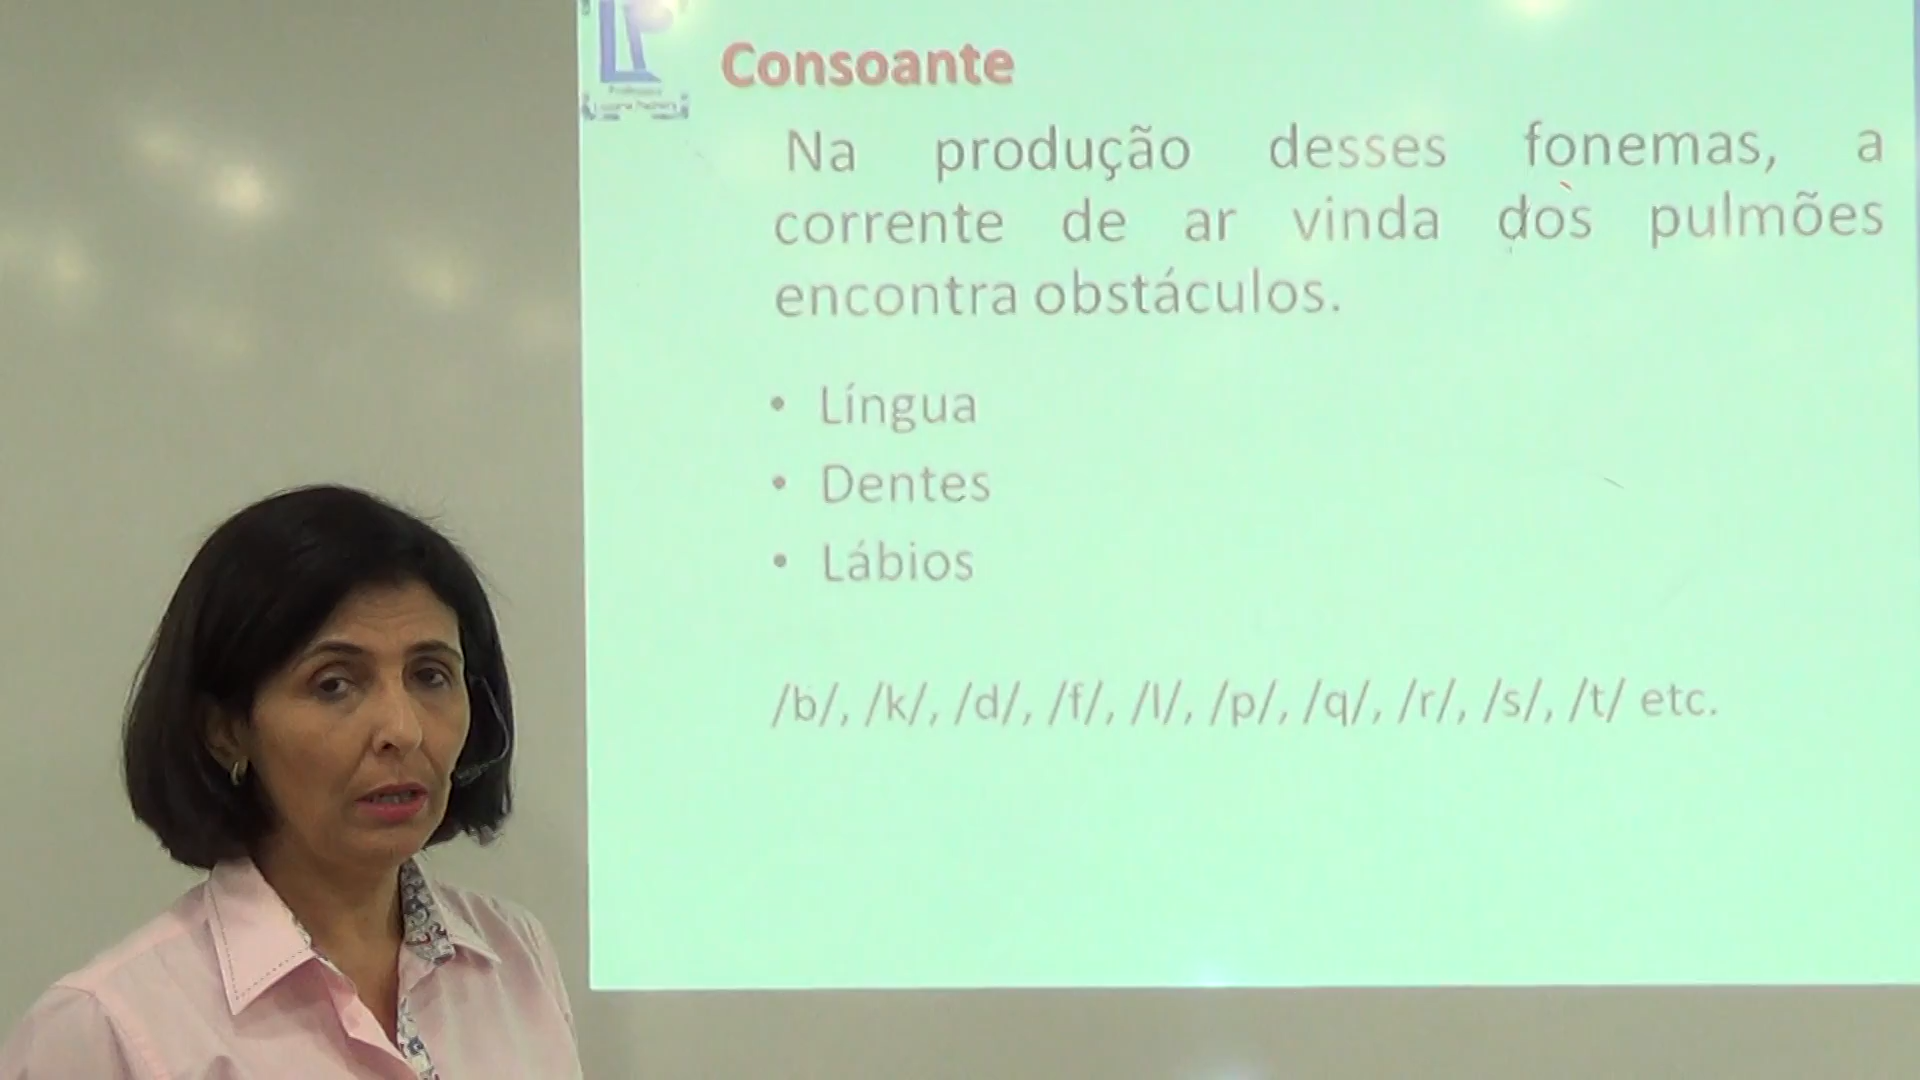 Consoante
Na produção desses fonemas, a
corrente de ar vinda dos pulmões
encontra obstáculos.
• Língua
• Dentes
• Lábios
/b/, /k/, /d/, /f/, /l/, /p/, /q/, /r/, /s/, /t/ etc.